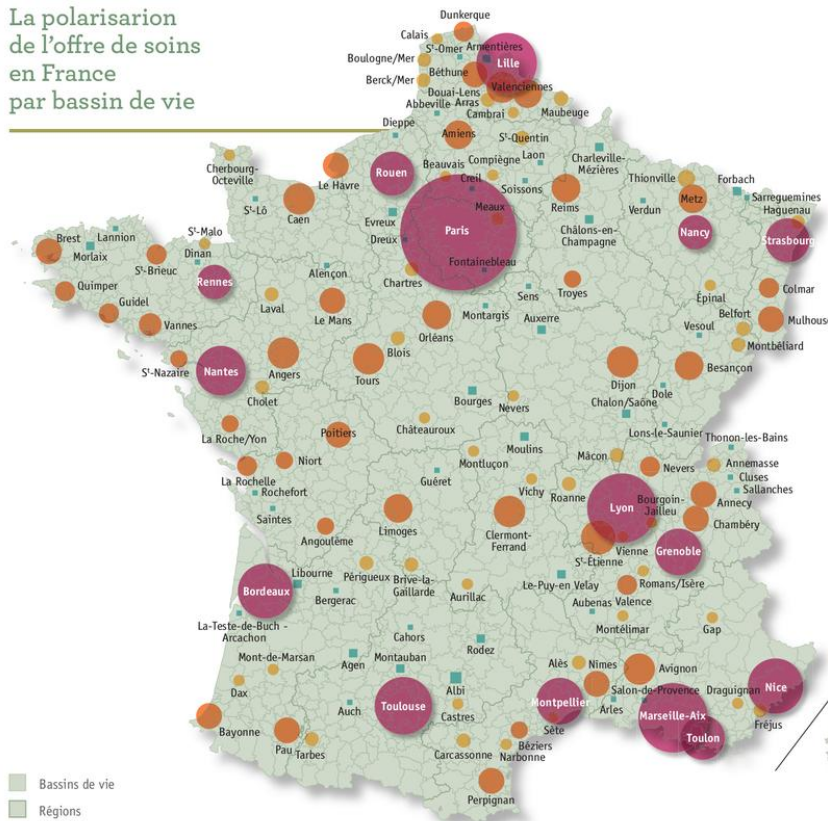 La polarisarion
de l'offre de soins
en France
par bassin de vie
Dunkerque
Calais
Sᵗ-Omer
Armentières
Boulogne/Mer
Lille
Béthune
Berck/Mer
Valenciennes
Douai-Lens
Abbeville
Arras
Maubeuge
Cambrai
Dieppe
Amiens
Sᵗ-Quentin
Cherbourg-
Octeville
Le Hâvre
Rouen
Beauvais
Compiègne
Laon
Charleville-
Mézières
Creil
Soissons
Thionville
Forbach
Sarreguemines
Haguenau
Sᵗ-Lô
Caen
Evreux
Meaux
Reims
Verdun
Metz
Paris
Châlons-en-
Champagne
Nancy
Strasbourg
Dreux
Brest
Lannion
Morlaix
Sᵗ-Malo
Dinan
Sᵗ-Brieuc
Rennes
Alençon
Fontainebleau
Chartres
Sens
Troyes
Épinal
Colmar
Quimper
Guidel
Vannes
Laval
Le Mans
Orléans
Montargis
Auxerre
Belfort
Vesoul
Mulhouse
Montbéliard
Sᵗ-Nazaire
Nantes
Angers
Tours
Blois
Dijon
Besançon
Cholet
Bourges
Nevers
Chalon/Saône
Dole
La Roche/Yon
Poitiers
Châteauroux
Moulins
Lons-le-Saunier
Thonon-les-Bains
Niort
Montluçon
Mâcon
Nevers
Annemasse
La Rochelle
Rochefort
Guéret
Vichy
Roanne
Bourgoin-
Jailleu
Cluses
Sallanches
Annecy
Saintes
Limoges
Clermont-
Ferrand
Lyon
Chambéry
Angoulême
Vienne
Sᵗ-Étienne
Grenoble
Libourne
Périgueux
Brive-la-
Gaillarde
Le-Puy-en Velay
Romans/Isère
Bordeaux
Bergerac
Aurillac
Aubenas
Valence
La-Teste-de-Buch -
Arcachon
Montélimar
Gap
Cahors
Mont-de-Marsan
Agen
Montauban
Rodez
Alès
Nimes
Avignon
Dax
Albi
Salon-de-Provence
Draguignan
Nice
Auch
Toulouse
Castres
Montpellier
Arles
Marseille-Aix
Fréjus
Bayonne
Pau
Tarbes
Carcassonne
Sète
Béziers
Narbonne
Toulon
Perpignan
Bassins de vie
Régions